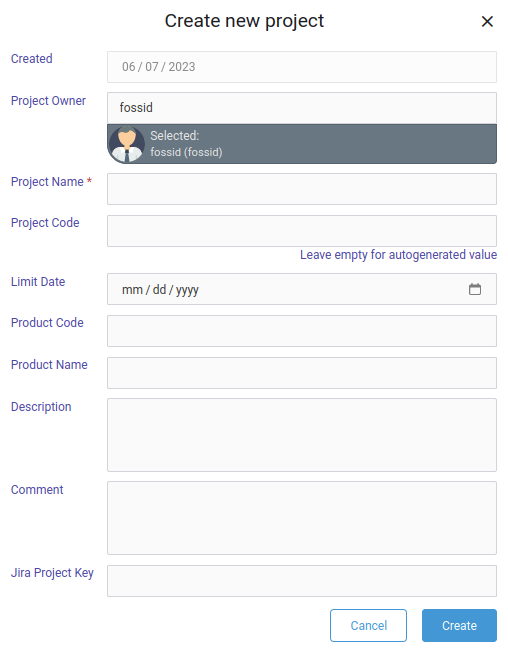 Create new project
Created
06 / 07 / 2023
Project Owner
fossid
Selected:
fossid (fossid)
Project Name *
Project Code
Leave empty for autogenerated value
Limit Date
mm / dd / yyyy
Product Code
Product Name
Description
Comment
Jira Project Key
Cancel
Create